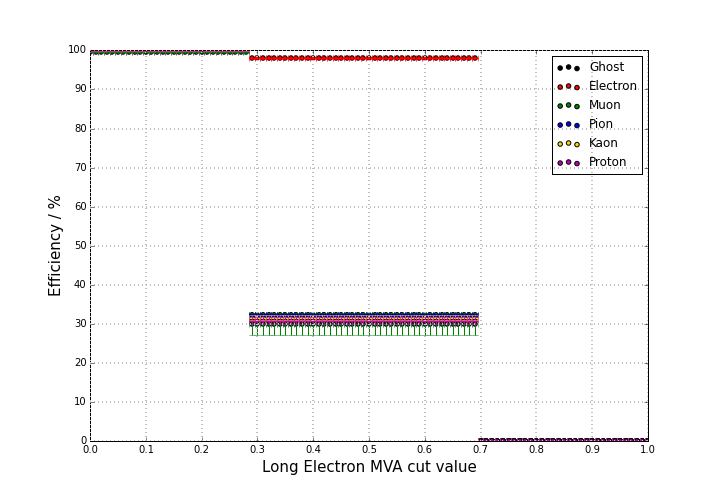 100
90
80
70
60
50
40
30
20
10
0
Efficiency / %
Ghost
Electron
Muon
Pion
Kaon
Proton
0.0 0.1 0.2 0.3 0.4 0.5 0.6 0.7 0.8 0.9 1.0
Long Electron MVA cut value